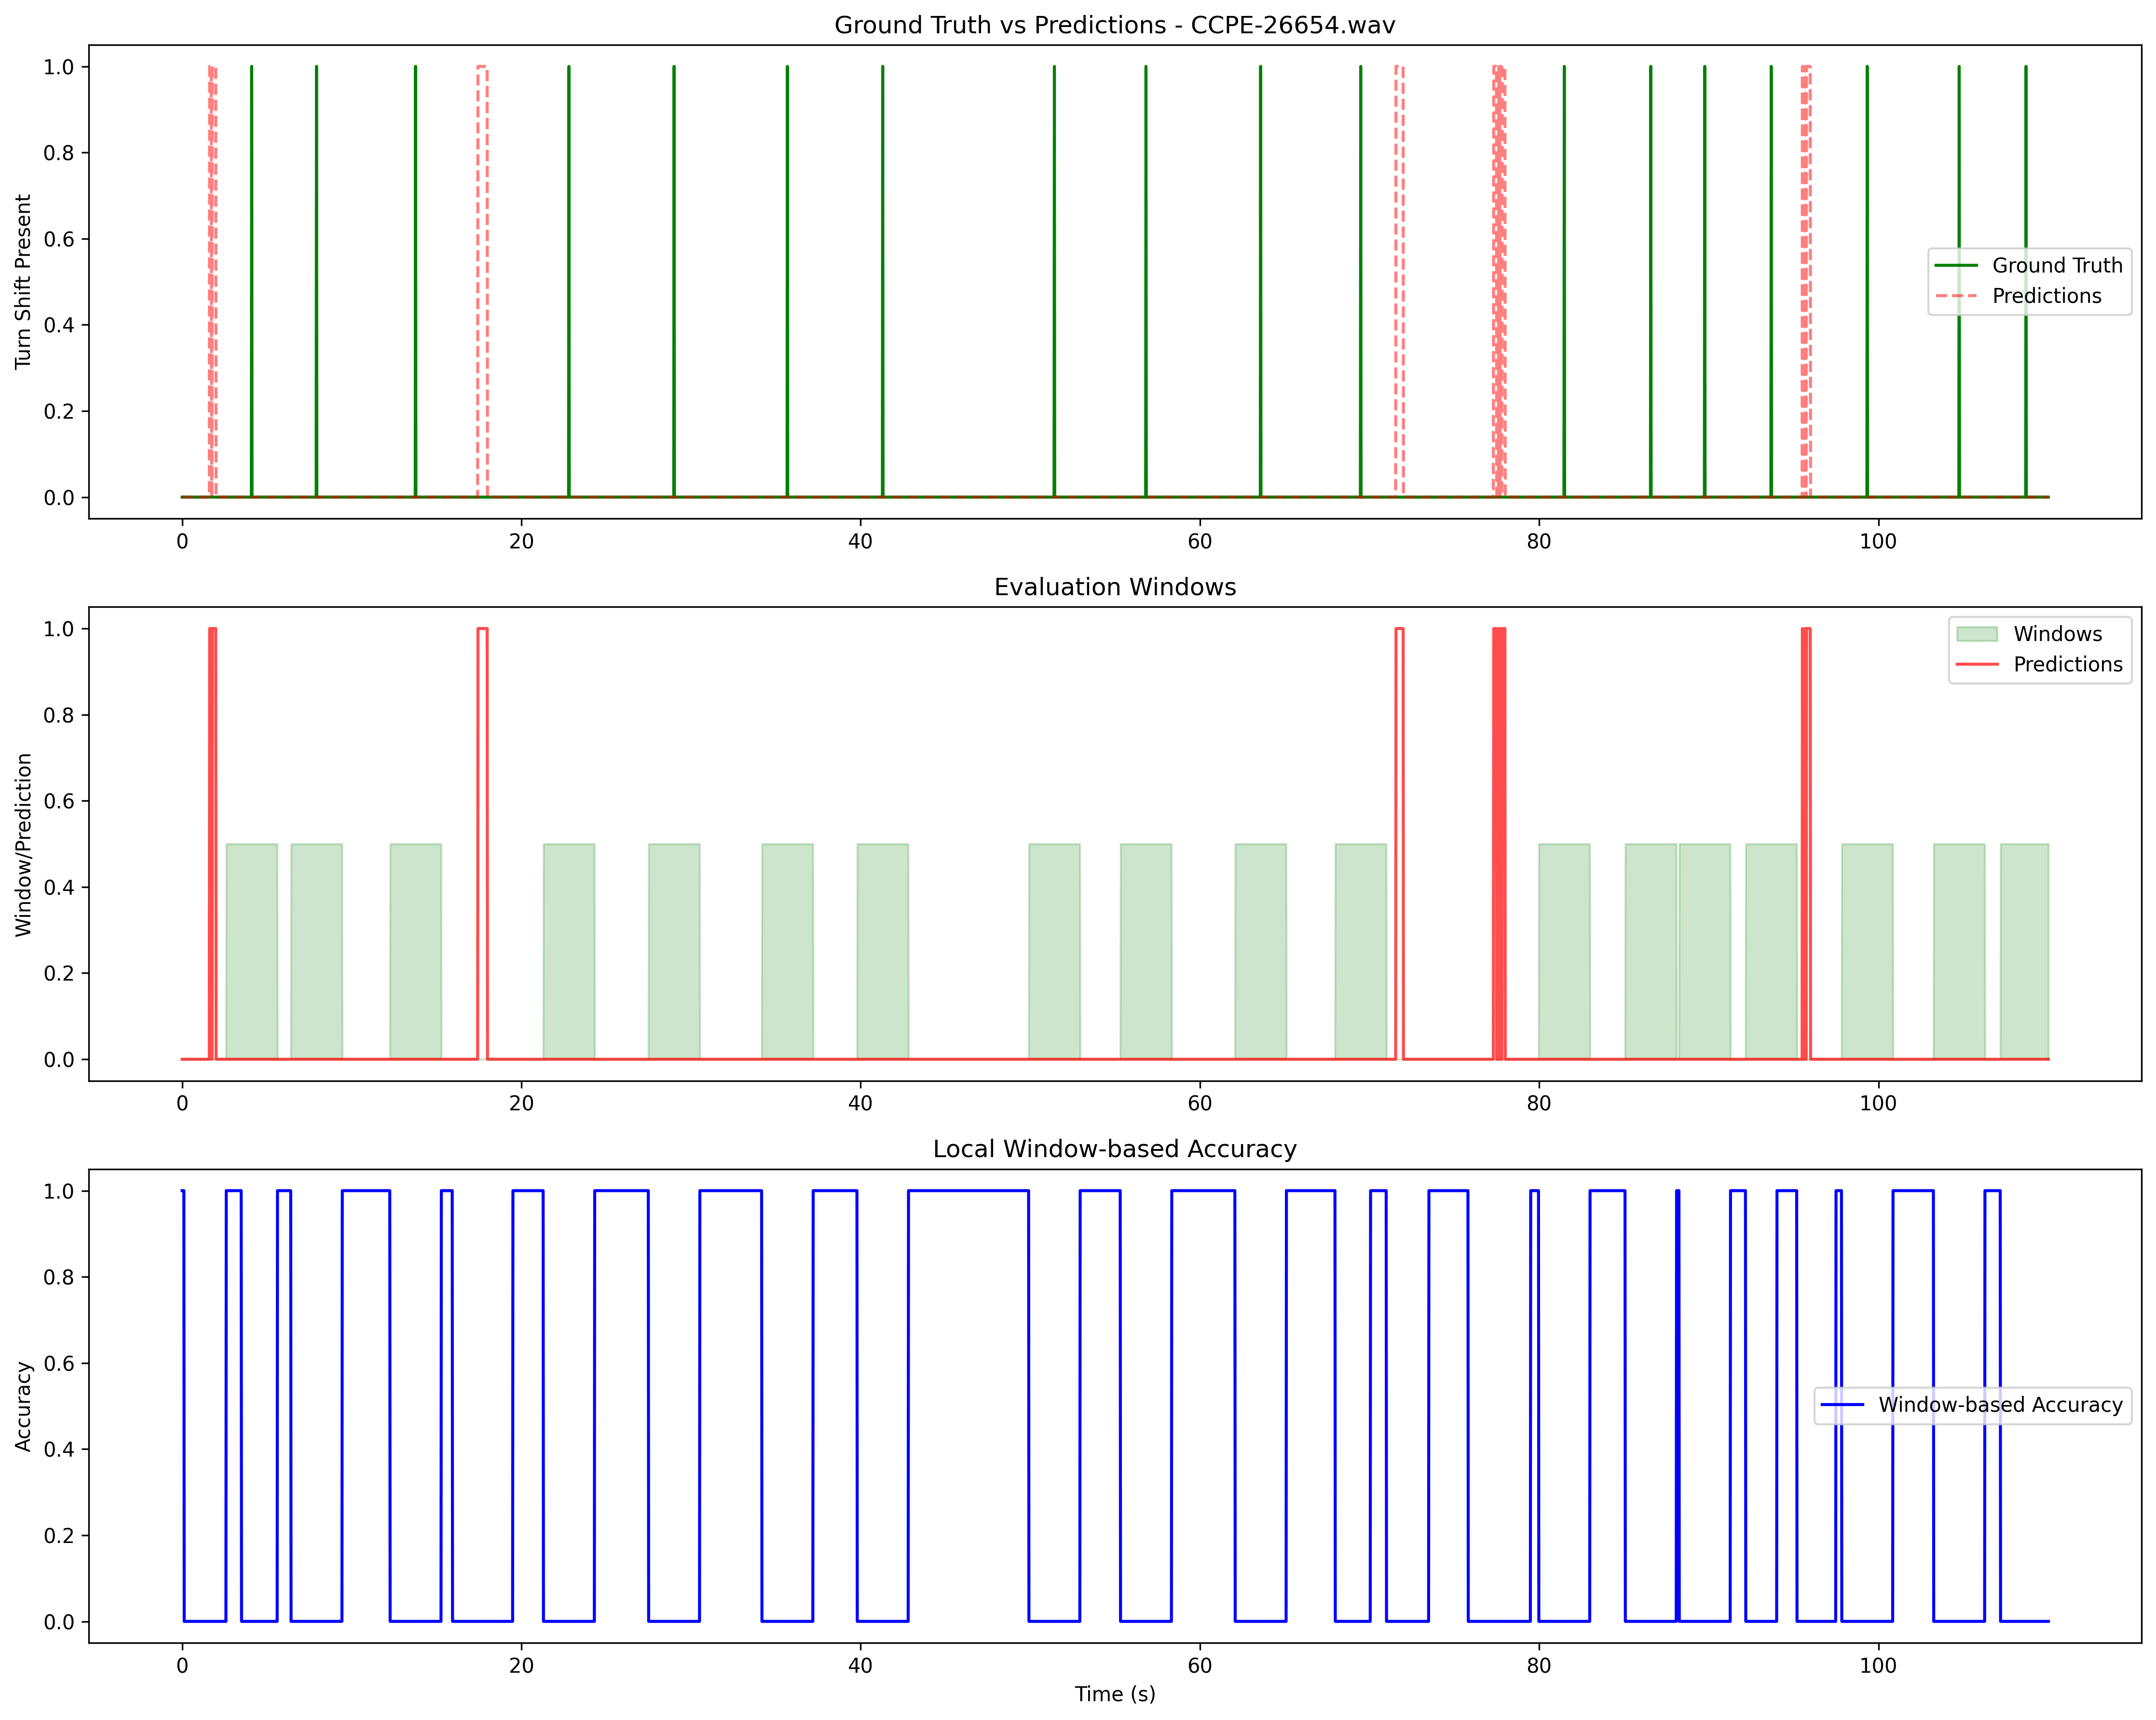 Ground Truth vs Predictions - CCPE-26654.wav
1.0
0.8
0.6
0.4
0.2
0.0
Turn Shift Present
Ground Truth
Predictions
0 20 40 60 80 100
Evaluation Windows
1.0
0.8
0.6
0.4
0.2
0.0
Window/Prediction
Windows
Predictions
0 20 40 60 80 100
Local Window-based Accuracy
1.0
0.8
0.6
0.4
0.2
0.0
Accuracy
Window-based Accuracy
0 20 40 60 80 100
Time (s)